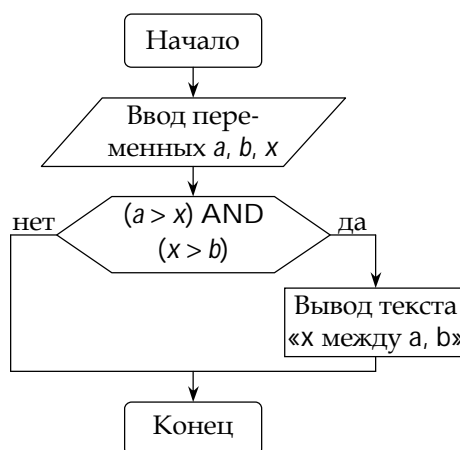 Начало
Ввод пере-
менных a, b, x
нет
(a > x) AND
(x > b)
да
Вывод текста
«x между a, b»
Конец